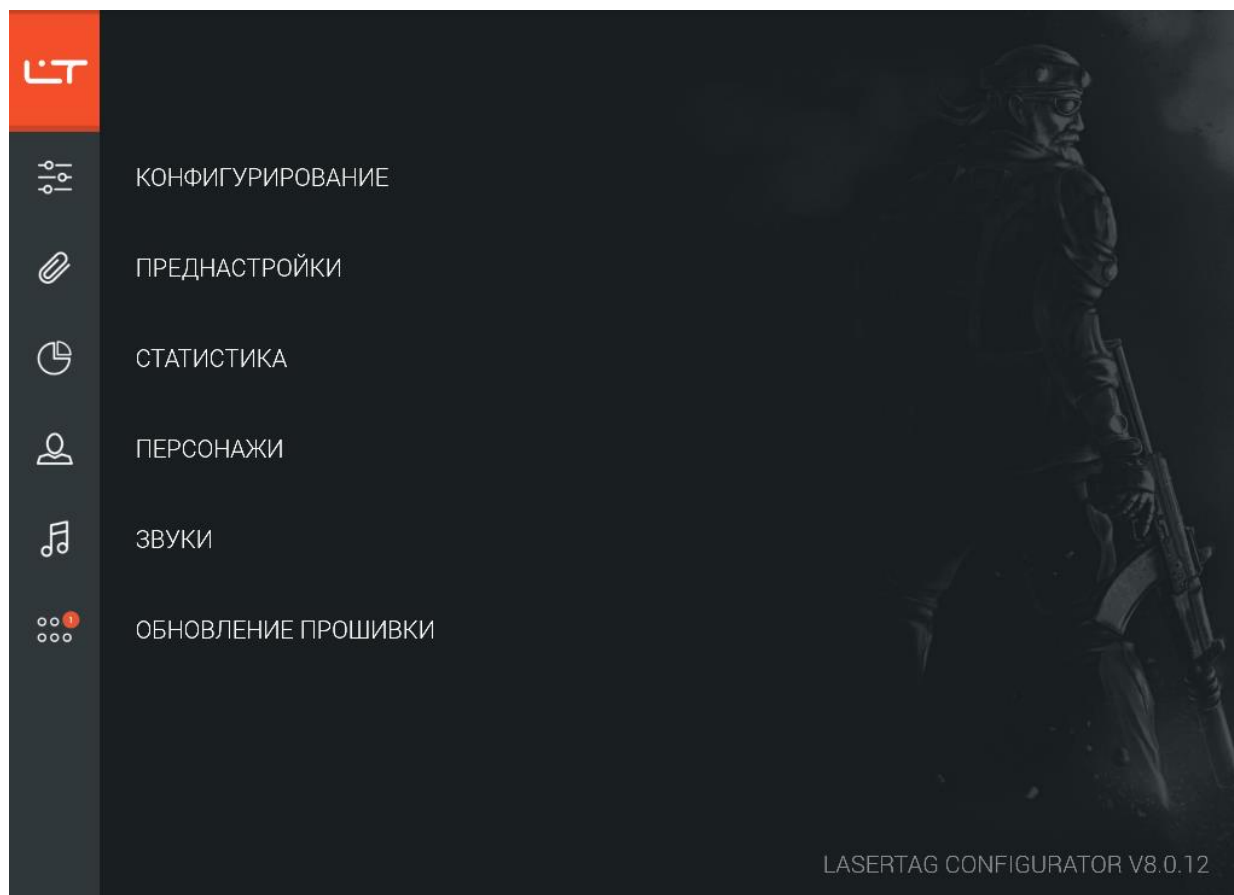 LT
КОНФИГУРИРОВАНИЕ
ПРЕДНАСТРОЙКИ
СТАТИСТИКА
ПЕРСОНАЖИ
ЗВУКИ
1
ОБНОВЛЕНИЕ ПРОШИВКИ
LASERTAG CONFIGURATOR V8.0.12